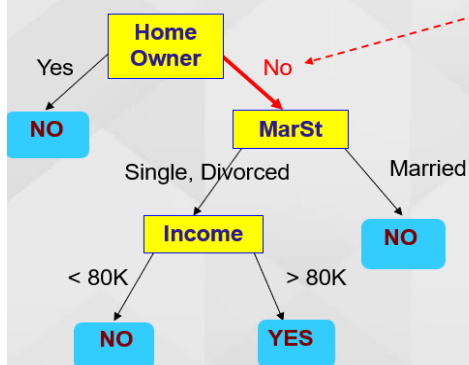 Home
Owner
Yes
No
NO
MarSt
Single, Divorced
Married
Income
NO
< 80K
> 80K
NO
YES